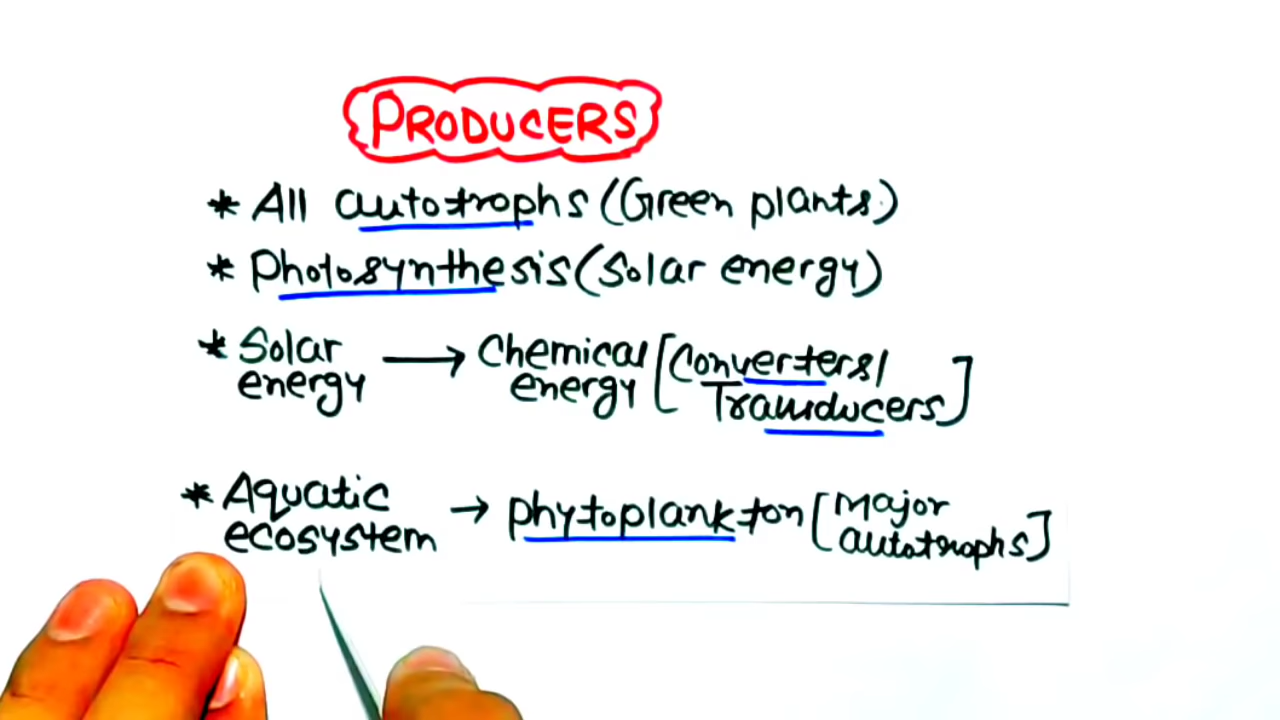 PRODUCERS
* All autotrophs (Green plants)
* Photosynthesis (Solar energy)
* Solar energy → Chemical energy [Converters/ Transducers]
* Aquatic ecosystem → phytoplankton [Major autotrophs]